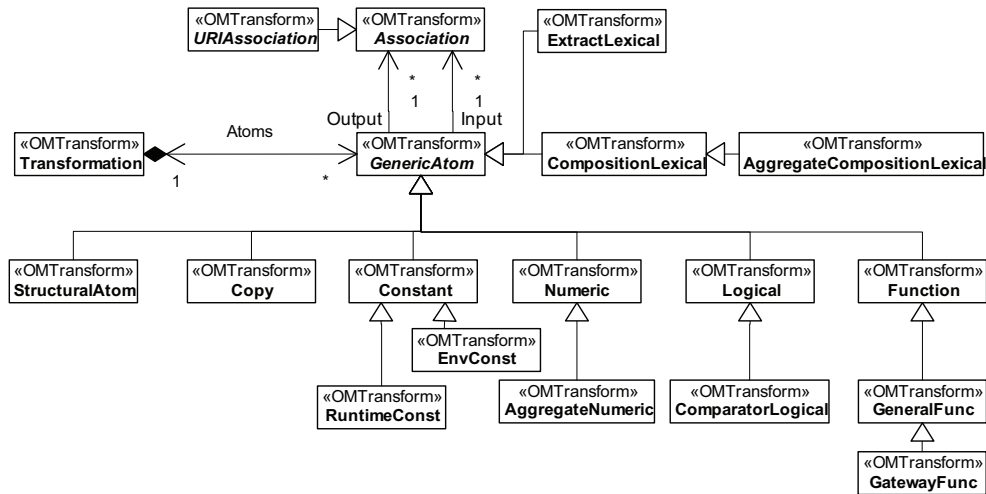 «OMTransform»
URIAssociation
«OMTransform»
Association
«OMTransform»
ExtractLexical
*
1
*
1
Output
Input
Atoms
«OMTransform»
Transformation
1
*
«OMTransform»
GenericAtom
«OMTransform»
CompositionLexical
«OMTransform»
AggregateCompositionLexical
«OMTransform»
StructuralAtom
«OMTransform»
Copy
«OMTransform»
Constant
«OMTransform»
Numeric
«OMTransform»
Logical
«OMTransform»
Function
«OMTransform»
EnvConst
«OMTransform»
RuntimeConst
«OMTransform»
AggregateNumeric
«OMTransform»
ComparatorLogical
«OMTransform»
GeneralFunc
«OMTransform»
GatewayFunc